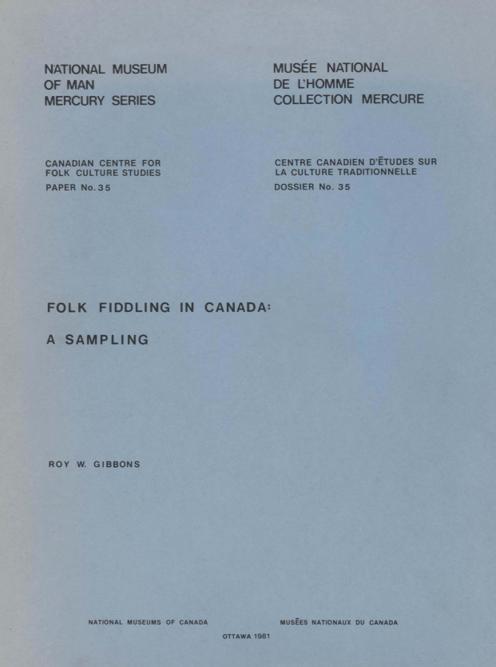 NATIONAL MUSEUM
OF MAN
MERCURY SERIES
MUSÉE NATIONAL
DE L'HOMME
COLLECTION MERCURE
CANADIAN CENTRE FOR
FOLK CULTURE STUDIES
PAPER No. 35
CENTRE CANADIEN D'ÉTUDES SUR
LA CULTURE TRADITIONNELLE
DOSSIER No. 35
FOLK FIDDLING IN CANADA:
A SAMPLING
ROY W. GIBBONS
NATIONAL MUSEUMS OF CANADA
MUSÉES NATIONAUX DU CANADA
OTTAWA 1981